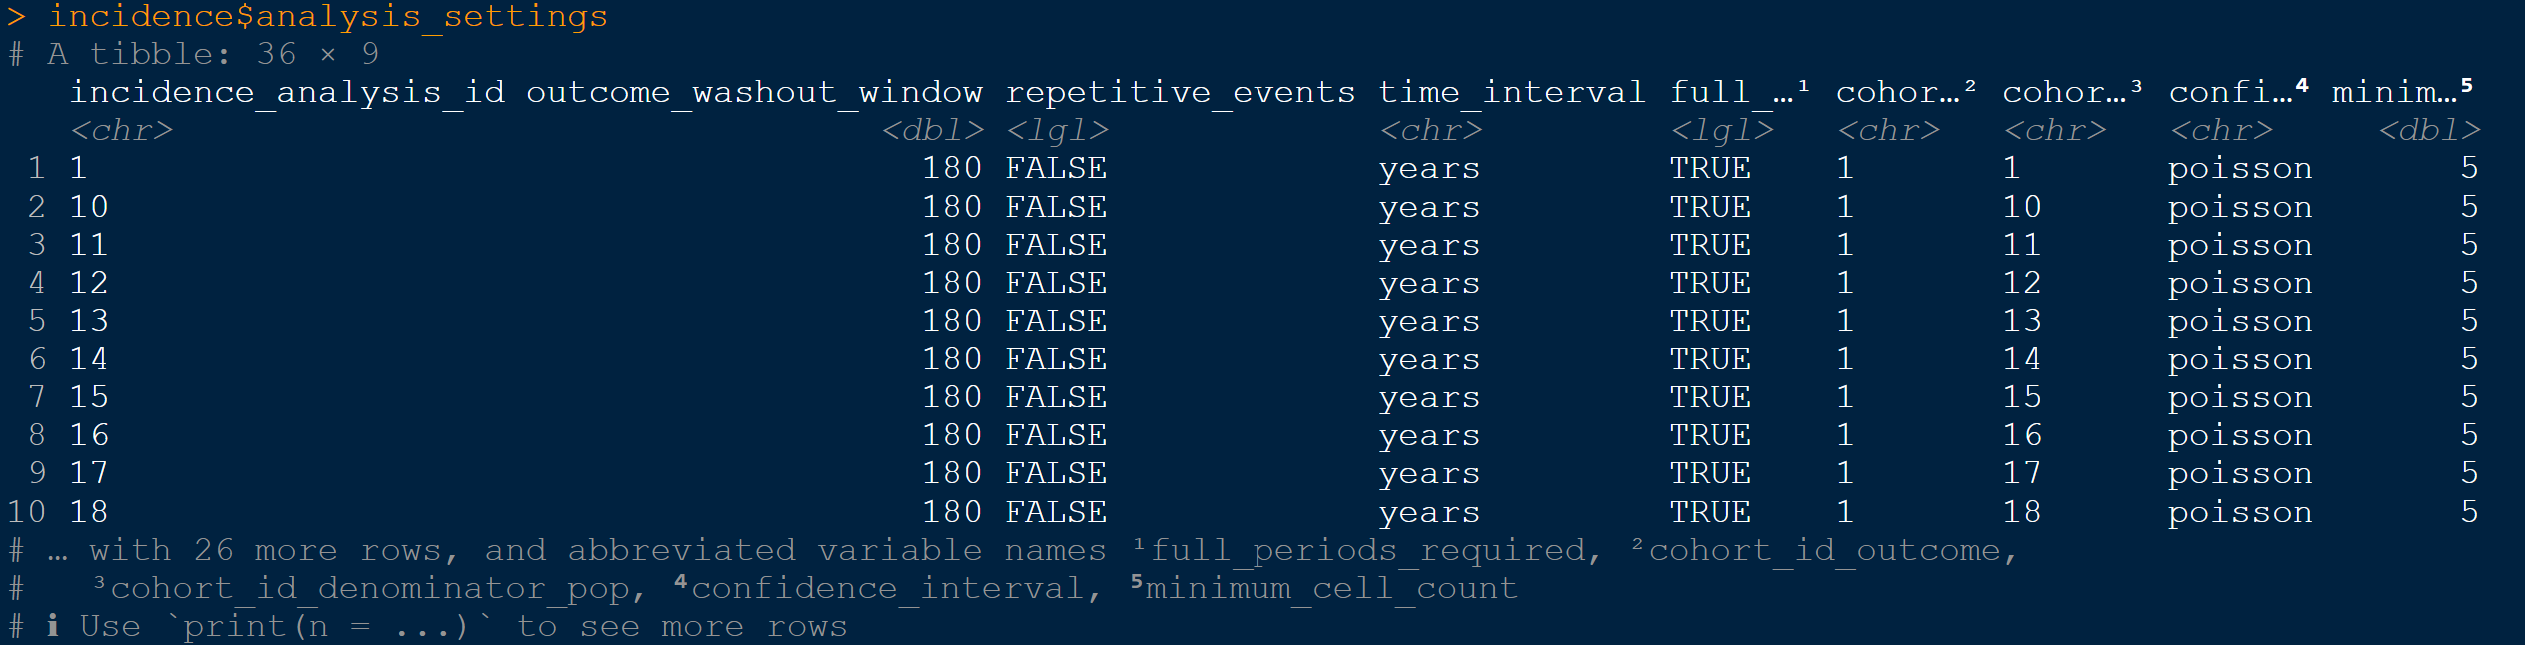 > incidence$analysis_settings
# A tibble: 36 × 9
incidence_analysis_id outcome_washout_window repetitive_events time_interval full_…¹ cohor…² cohor…³ confi…⁴ minim…⁵
<chr> <dbl> <lgl> <chr> <lgl> <chr> <chr> <chr> <dbl>
1 1 180 FALSE years TRUE 1 1 poisson 5
2 10 180 FALSE years TRUE 1 10 poisson 5
3 11 180 FALSE years TRUE 1 11 poisson 5
4 12 180 FALSE years TRUE 1 12 poisson 5
5 13 180 FALSE years TRUE 1 13 poisson 5
6 14 180 FALSE years TRUE 1 14 poisson 5
7 15 180 FALSE years TRUE 1 15 poisson 5
8 16 180 FALSE years TRUE 1 16 poisson 5
9 17 180 FALSE years TRUE 1 17 poisson 5
10 18 180 FALSE years TRUE 1 18 poisson 5
# … with 26 more rows, and abbreviated variable names ¹full_periods_required, ²cohort_id_outcome,
#   ³cohort_id_denominator_pop, ⁴confidence_interval, ⁵minimum_cell_count
# ℹ Use `print(n = ...)` to see more rows